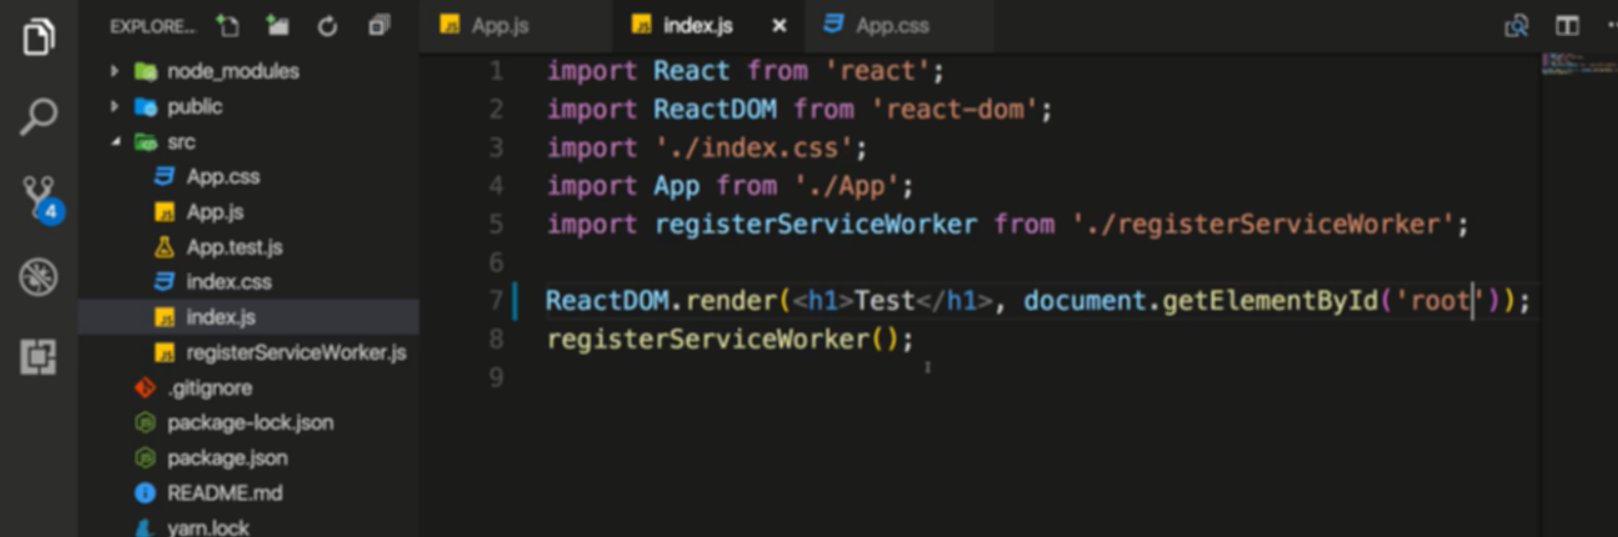 EXPLORE...
App.js
index.js
App.css
node_modules
public
src
App.css
App.js
App.test.js
index.css
index.js
registerServiceWorker.js
.gitignore
package-lock.json
package.json
README.md
yarn.lock
4
1 import React from 'react';
2 import ReactDOM from 'react-dom';
3 import './index.css';
4 import App from './App';
5 import registerServiceWorker from './registerServiceWorker';
6
7 ReactDOM.render(<h1>Test</h1>, document.getElementById('root'));
8 registerServiceWorker();
9